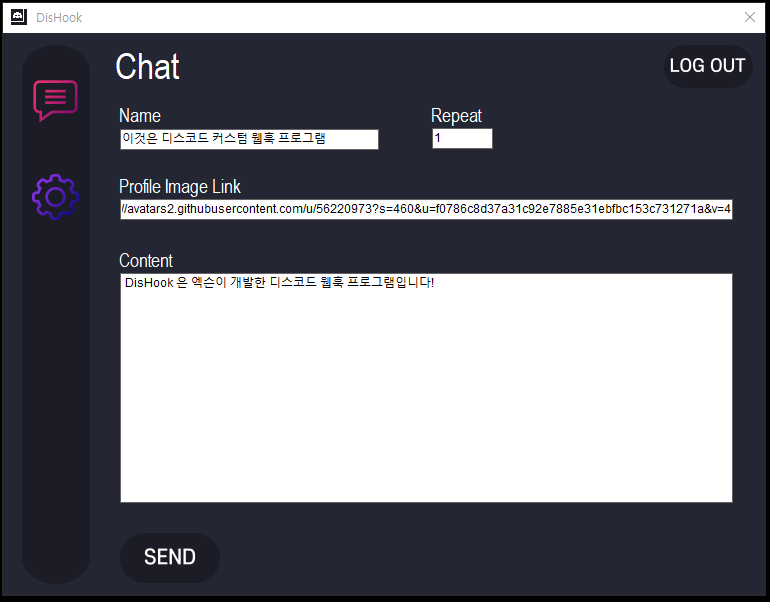 DisHook
Chat
LOG OUT
Name
Repeat
이것은 디스코드 커스텀 웹훅 프로그램
1
Profile Image Link
//avatars2.githubusercontent.com/u/56220973?s=460&u=f0786c8d37a31c92e7885e31ebfbc153c731271a&v=4
Content
DisHook 은 엑슨이 개발한 디스코드 웹훅 프로그램입니다!
SEND